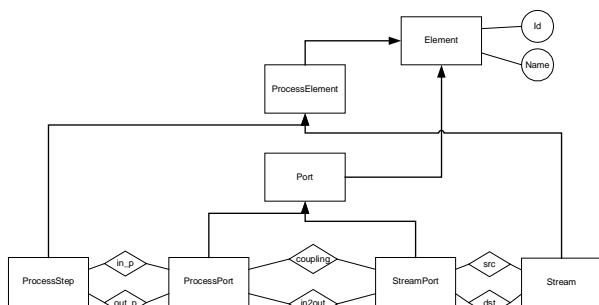 Id
Element
Name
ProcessElement
Port
in_p
coupling
src
ProcessStep
ProcessPort
StreamPort
Stream
out_p
in2out
dst